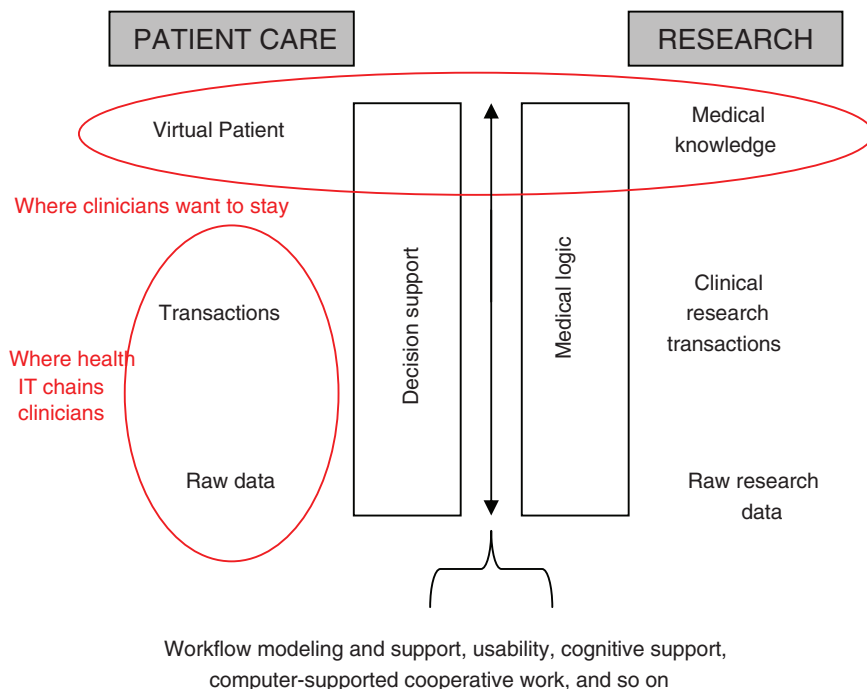 PATIENT CARE
RESEARCH
Virtual Patient
Medical
knowledge
Where clinicians want to stay
Transactions
Where health
IT chains
clinicians
Raw data
Decision support
Medical logic
Clinical
research
transactions
Raw research
data
Workflow modeling and support, usability, cognitive support,
computer-supported cooperative work, and so on